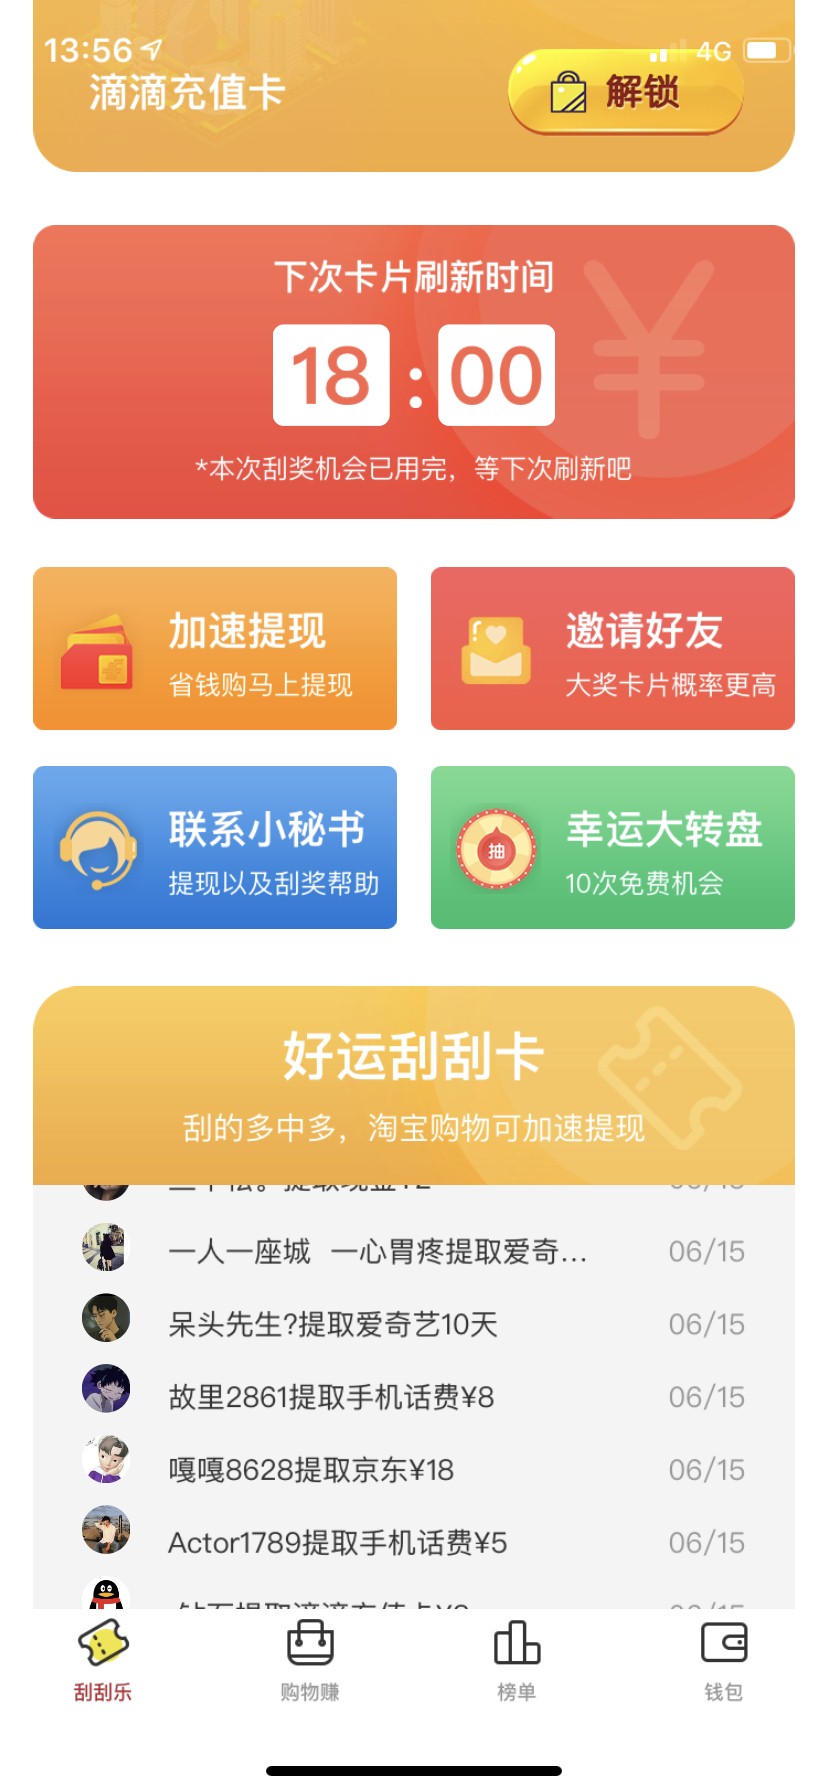 13:56
4G
滴滴充值卡
解锁
下次卡片刷新时间
18:00
*本次刮奖机会已用完，等下次刷新吧
加速提现
省钱购马上提现
邀请好友
大奖卡片概率更高
联系小秘书
提现以及刮奖帮助
抽
幸运大转盘
10次免费机会
好运刮刮卡
刮的多中多，淘宝购物可加速提现
一人一座城 一心胃疼提取爱奇... 06/15
呆头先生?提取爱奇艺10天 06/15
故里2861提取手机话费¥8 06/15
嘎嘎8628提取京东¥18 06/15
Actor1789提取手机话费¥5 06/15
刮刮乐
购物赚
榜单
钱包